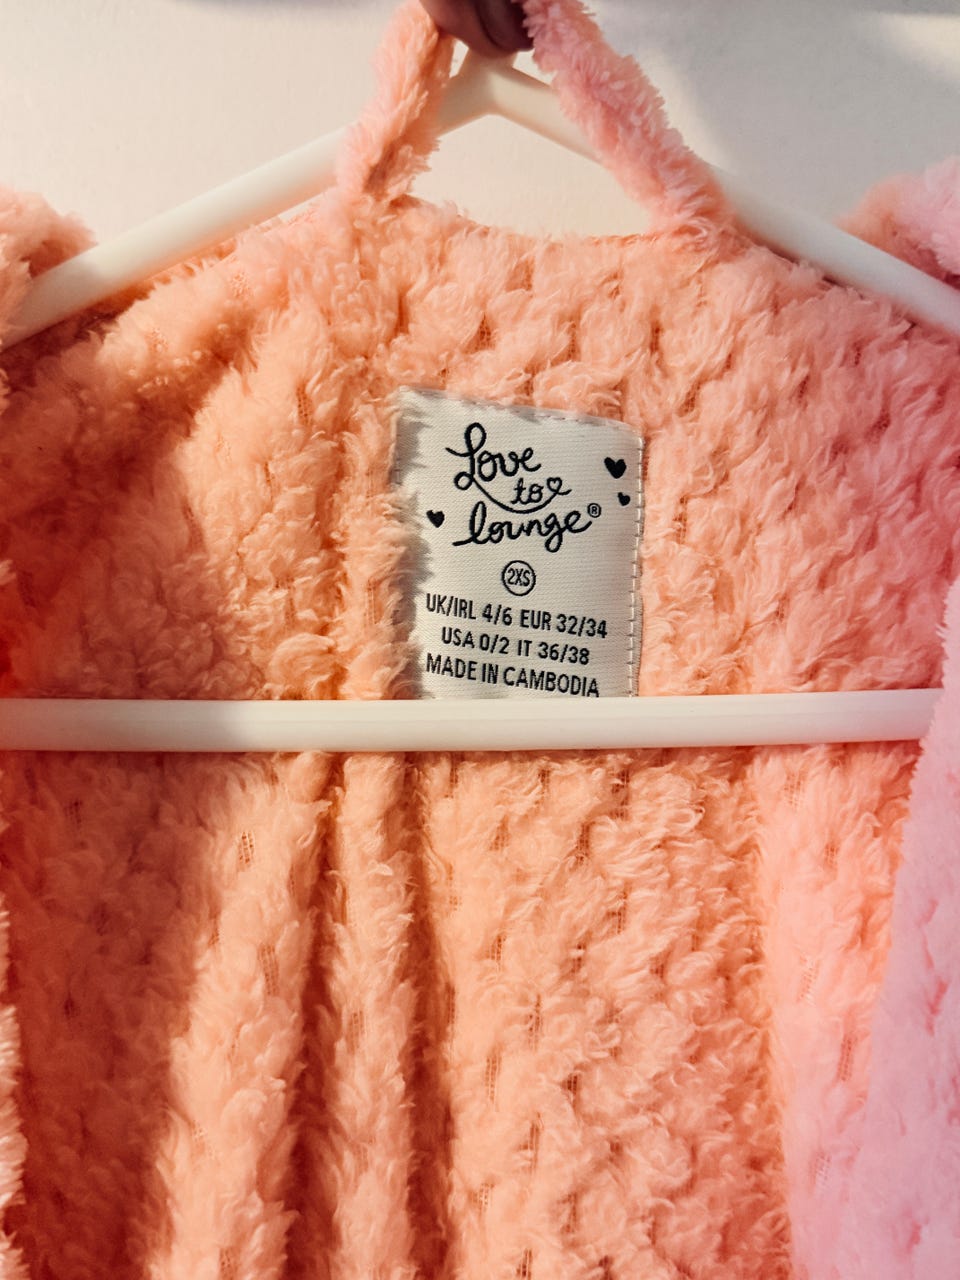 Love
to
lounge®
2XS
UK/IRL 4/6 EUR 32/34
USA 0/2 IT 36/38
MADE IN CAMBODIA